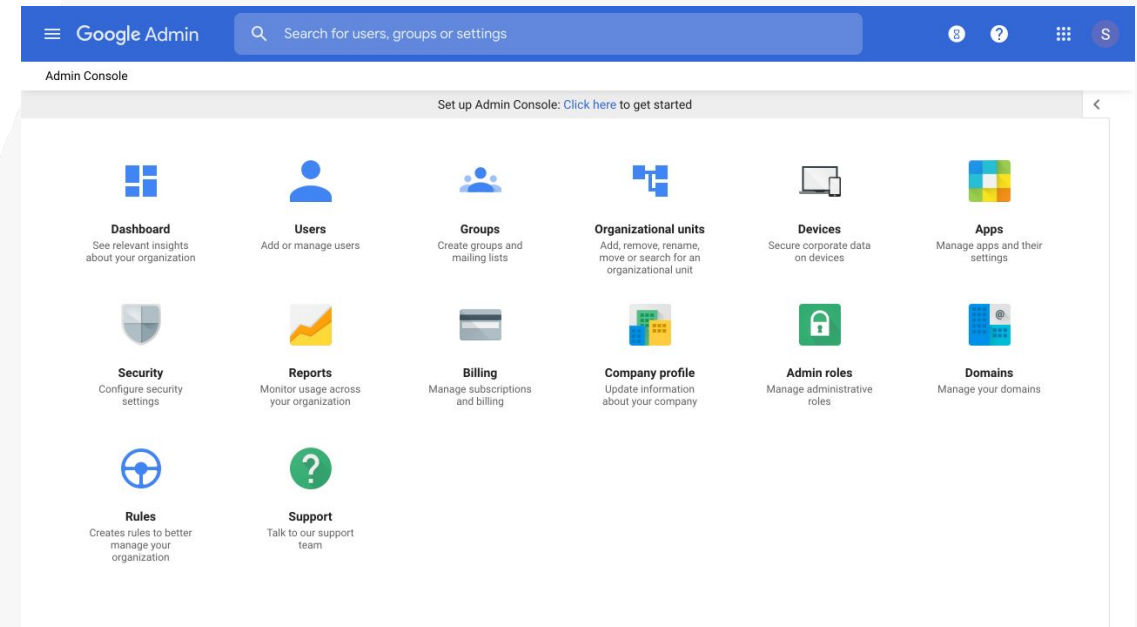 Google Admin
Search for users, groups or settings
?
S
Admin Console
Set up Admin Console: Click here to get started
Dashboard
See relevant insights
about your organization
Users
Add or manage users
Groups
Create groups and
mailing lists
Organizational units
Add, remove, rename,
move or search for an
organizational unit
Devices
Secure corporate data
on devices
Apps
Manage apps and their
settings
Security
Configure security
settings
Reports
Monitor usage across
your organization
Billing
Manage subscriptions
and billing
Company profile
Update information
about your company
Admin roles
Manage administrative
roles
@
Domains
Manage your domains
Rules
Creates rules to better
manage your
organization
?
Support
Talk to our support
team